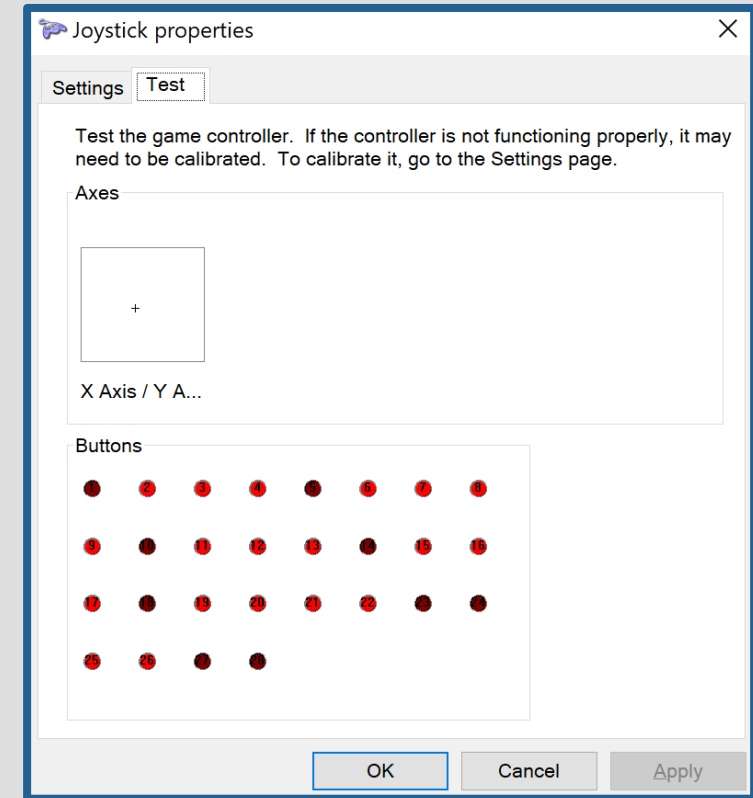 Joystick properties
Settings Test
Test the game controller. If the controller is not functioning properly, it may
need to be calibrated. To calibrate it, go to the Settings page.
Axes
X Axis / Y A...
Buttons
1 2 3 4 5 6 7 8
9 10 11 12 13 14 15 16
17 18 19 20 21 22 23 24
25 26 27 28
OK Cancel Apply